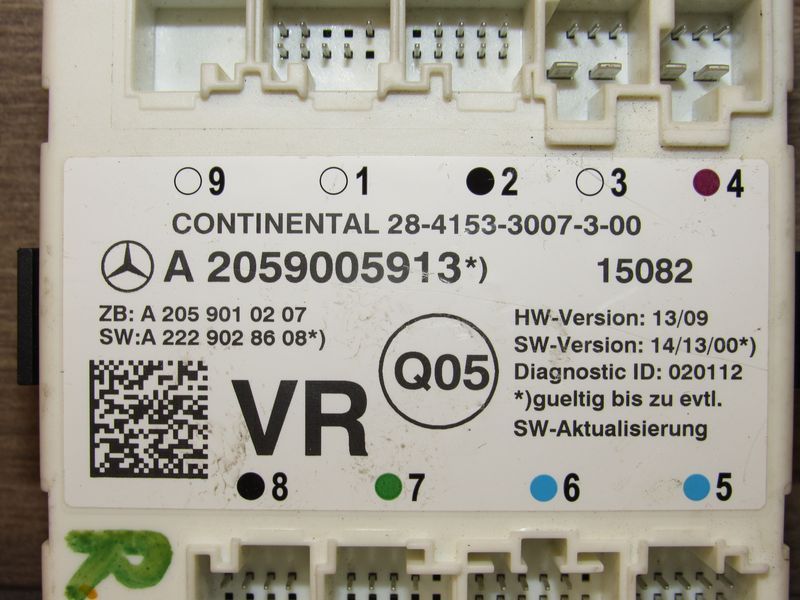 9 1 2 3 4
CONTINENTAL 28-4153-3007-3-00
A 2059005913*) 15082
ZB: A 205 901 02 07
SW:A 222 902 86 08*)
HW-Version: 13/09
SW-Version: 14/13/00*)
Diagnostic ID: 020112
*)gueltig bis zu evtl.
SW-Aktualisierung
Q05
VR
8 7 6 5
R